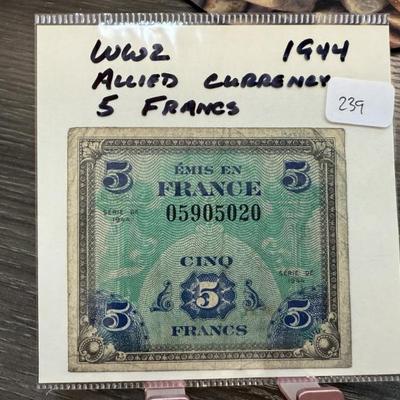 WW2 1944
ALLIED CURRENCY
5 FRANCS
239
5 5
ÉMIS EN
FRANCE
05905020
SÉRIE DE
1944
CINQ
SÉRIE DE
1944
5
5 5
FRANCS